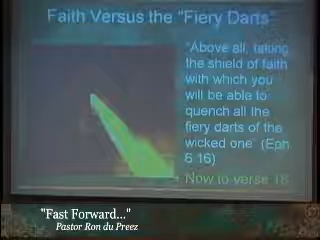 Faith Versus the "Fiery Darts"
"Above all, taking
the shield of faith
with which you
will be able to
quench all the
fiery darts of the
wicked one" (Eph.
6:16)
Now to verse 18
"Fast Forward..."
Pastor Ron du Preez